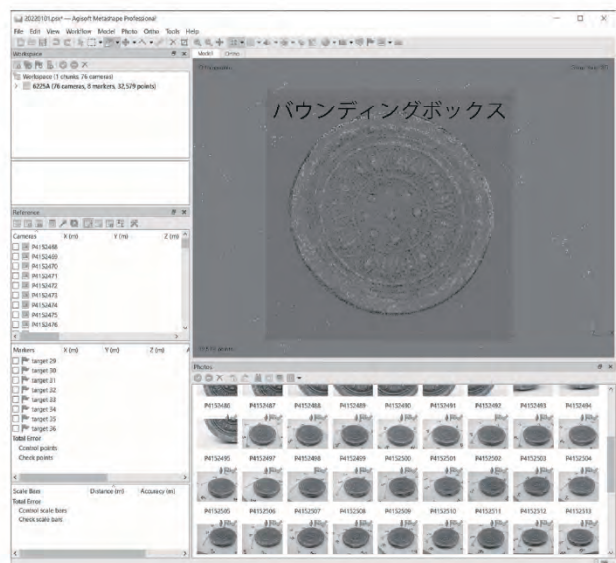 20220101.psx* — Agisoft Metashape Professional
File Edit View Workflow Model Photo Ortho Tools Help
Workspace
Workspace (1 chunks, 76 cameras)
6225A (76 cameras, 8 markers, 32,579 points)
Model Ortho
バウンディングボックス
Reference
Cameras X (m) Y (m) Z (m)
P4152468
P4152469
P4152470
P4152471
P4152472
P4152473
P4152474
P4152475
P4152476
Markers X (m) Y (m) Z (m)
target 29
target 30
target 31
target 32
target 33
target 34
target 35
target 36
Total Error
Control points
Check points
Scale Bars Distance (m) Accuracy (m)
Total Error
Control scale bars
Check scale bars
Photos
P4152486 P4152487 P4152488 P4152489 P4152490 P4152491 P4152492 P4152493 P4152494
P4152495 P4152497 P4152498 P4152499 P4152500 P4152501 P4152502 P4152503 P4152504
P4152505 P4152506 P4152507 P4152508 P4152509 P4152510 P4152511 P4152512 P4152513